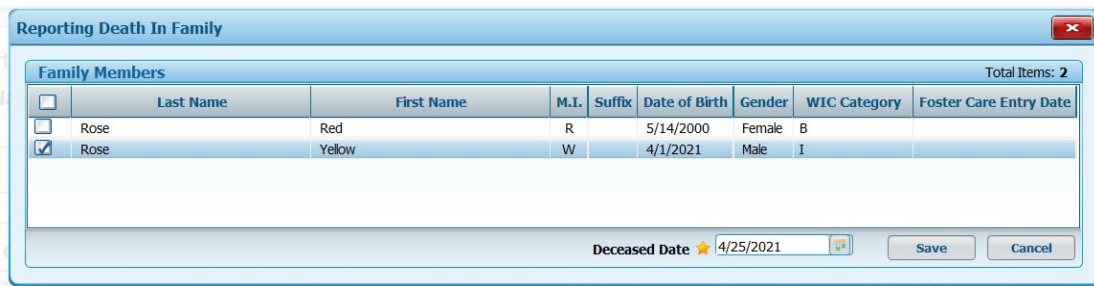 Reporting Death In Family
Family Members Total Items: 2
Last Name First Name M.I. Suffix Date of Birth Gender WIC Category Foster Care Entry Date
Rose Red R 5/14/2000 Female B
Rose Yellow W 4/1/2021 Male I
Deceased Date 4/25/2021 Save Cancel